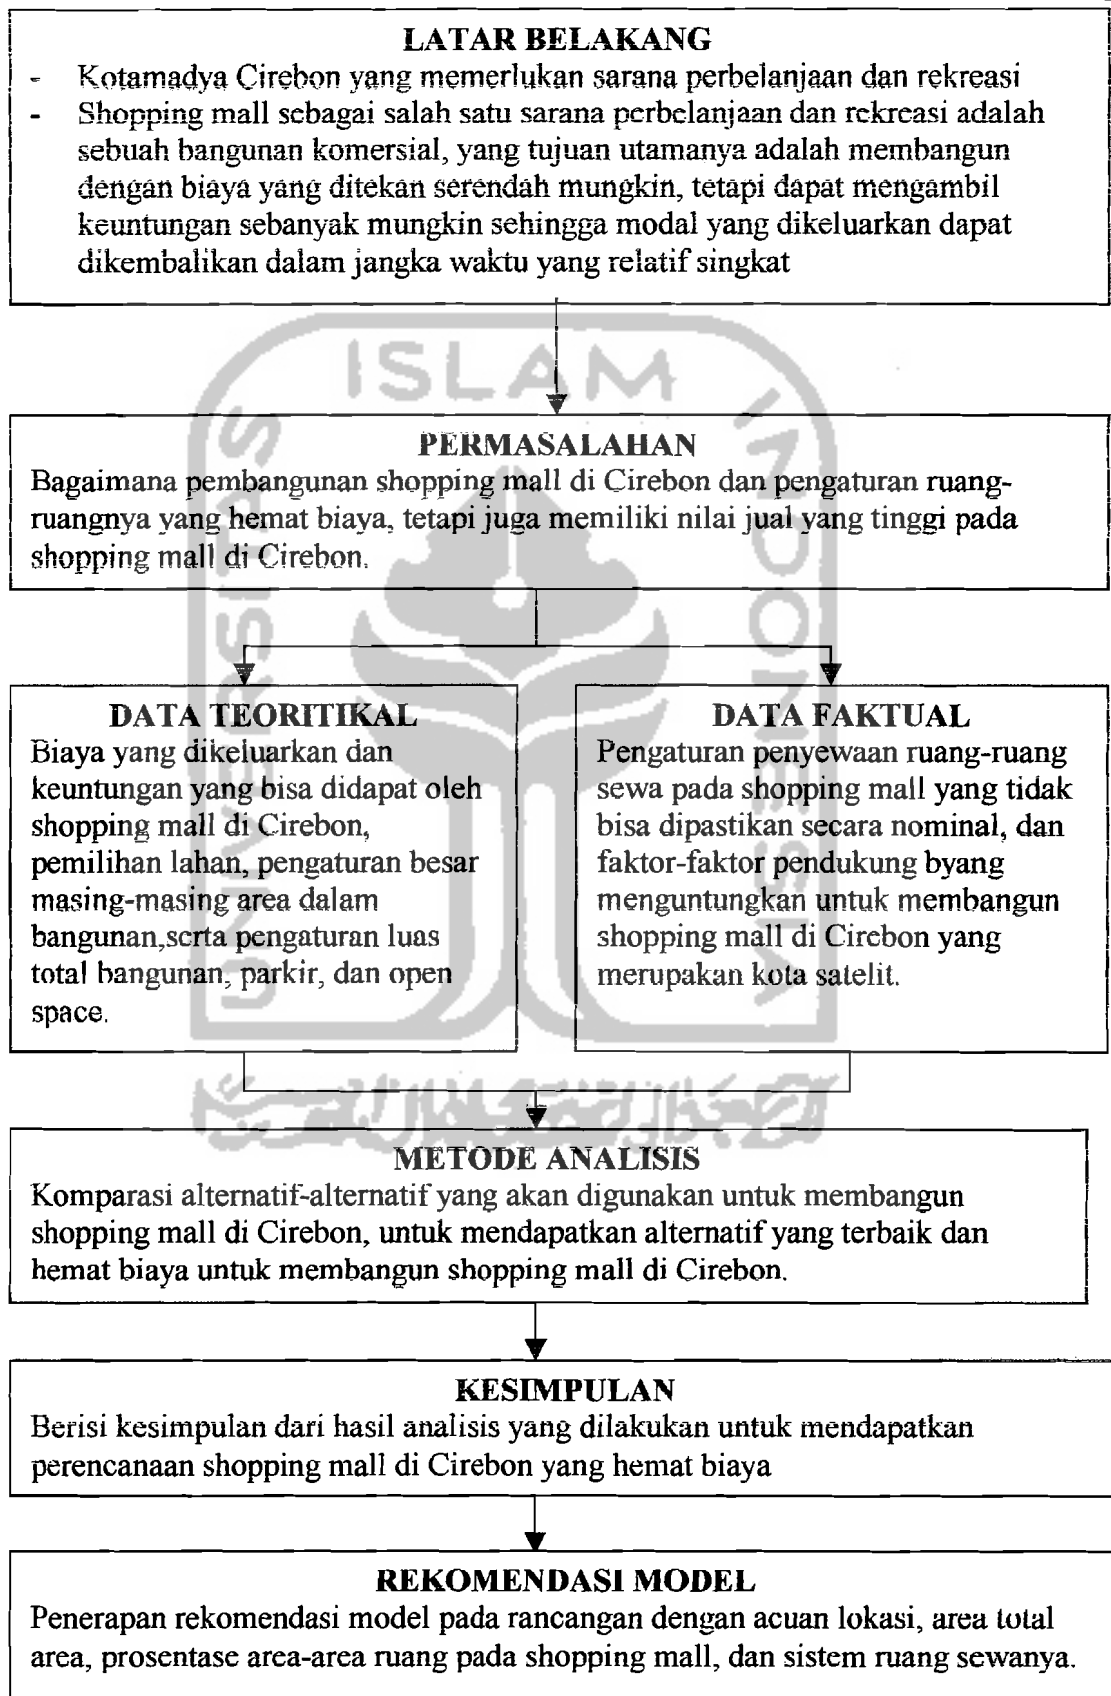 LATAR BELAKANG
- Kotamadya Cirebon yang memerlukan sarana perbelanjaan dan rekreasi
- Shopping mall sebagai salah satu sarana perbelanjaan dan rekreasi adalah
sebuah bangunan komersial, yang tujuan utamanya adalah membangun
dengan biaya yang ditekan serendah mungkin, tetapi dapat mengambil
keuntungan sebanyak mungkin sehingga modal yang dikeluarkan dapat
dikembalikan dalam jangka waktu yang relatif singkat
PERMASALAHAN
Bagaimana pembangunan shopping mall di Cirebon dan pengaturan ruang-
ruangnya yang hemat biaya, tetapi juga memiliki nilai jual yang tinggi pada
shopping mall di Cirebon.
DATA TEORITIKAL
Biaya yang dikeluarkan dan
keuntungan yang bisa didapat oleh
shopping mall di Cirebon,
pemilihan lahan, pengaturan besar
masing-masing area dalam
bangunan,serta pengaturan luas
total bangunan, parkir, dan open
space.
DATA FAKTUAL
Pengaturan penyewaan ruang-ruang
sewa pada shopping mall yang tidak
bisa dipastikan secara nominal, dan
faktor-faktor pendukung byang
menguntungkan untuk membangun
shopping mall di Cirebon yang
merupakan kota satelit.
METODE ANALISIS
Komparasi alternatif-alternatif yang akan digunakan untuk membangun
shopping mall di Cirebon, untuk mendapatkan alternatif yang terbaik dan
hemat biaya untuk membangun shopping mall di Cirebon.
KESIMPULAN
Berisi kesimpulan dari hasil analisis yang dilakukan untuk mendapatkan
perencanaan shopping mall di Cirebon yang hemat biaya
REKOMENDASI MODEL
Penerapan rekomendasi model pada rancangan dengan acuan lokasi, area total
area, prosentase area-area ruang pada shopping mall, dan sistem ruang sewanya.
UNIVERSITAS
ISLAM
INDONESIA